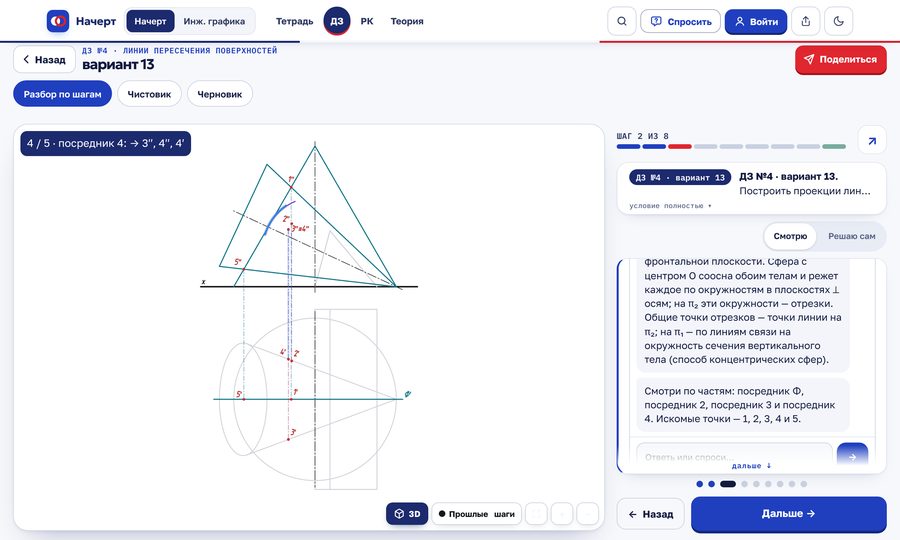 Начерт
Начерт
Инж. графика
Тетрадь
ДЗ
РК
Теория
Спросить
Войти
Назад
ДЗ №4 · ЛИНИИ ПЕРЕСЕЧЕНИЯ ПОВЕРХНОСТЕЙ
вариант 13
Поделиться
Разбор по шагам
Чистовик
Черновик
4 / 5 · посредник 4: → 3″, 4″, 4′
1″
2″
3″≡4″
5″
x
4′
2′
5′
1′
3′
3D
Прошлые шаги
ШАГ 2 ИЗ 8
ДЗ №4 · вариант 13
ДЗ №4 · вариант 13.
Построить проекции лин...
условие полностью
Смотрю
Решаю сам
фронтальной плоскости. Сфера с
центром O соосна обоим телам и режет
каждое по окружностям в плоскостях ⊥
осям; на π₂ эти окружности — отрезки.
Общие точки отрезков — точки линии на
π₂; на π₁ — по линиям связи на
окружность сечения вертикального
тела (способ концентрических сфер).
Смотри по частям: посредник Ф,
посредник 2, посредник 3 и посредник
4. Искомые точки — 1, 2, 3, 4 и 5.
Ответь или спроси...
дальше ↓
← Назад
Дальше →